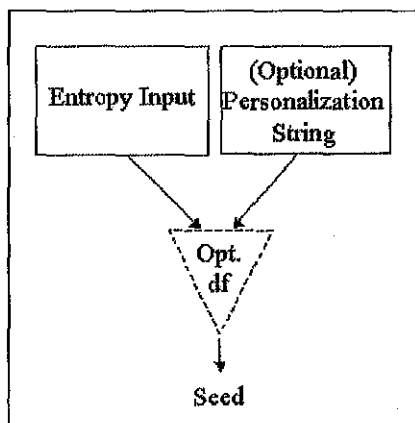 Entropy Input
(Optional)
Personalization
String
Opt.
df
Seed